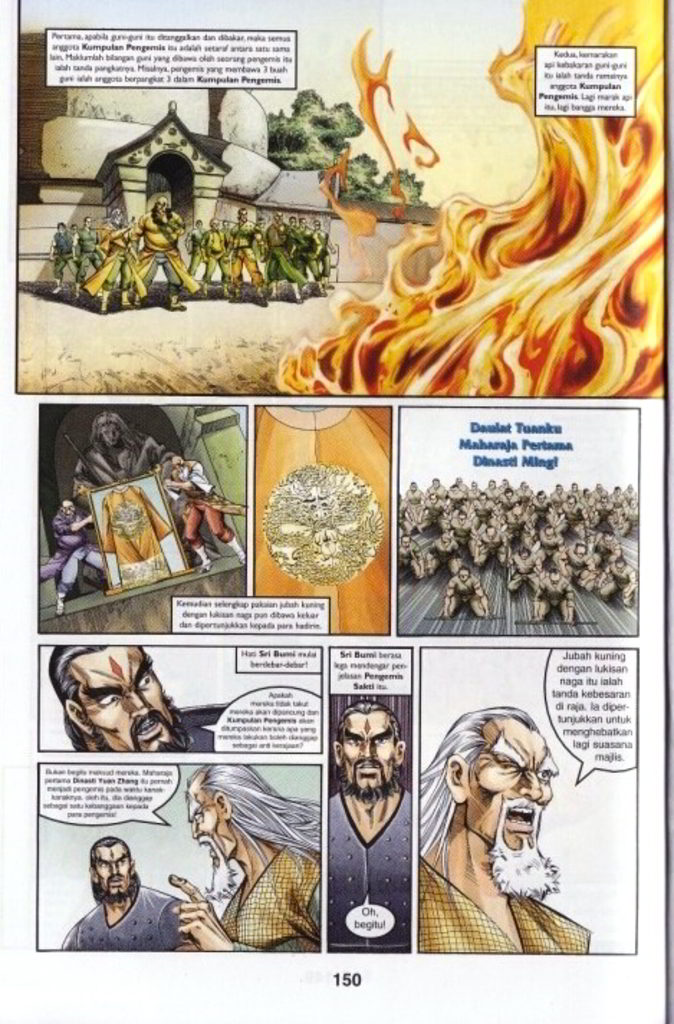 Pertama, apabila guni-guni itu ditanggalkan dan dibakar, maka semua
anggota Kumpulan Pengemis itu adalah setaraf antara satu sama
lain. Maklumlah bilangan guni yang dibawa oleh seorang pengemis itu
ialah tanda pangkatnya. Misalnya, pengemis yang membawa 3 buah
guni ialah anggota berpangkat 3 dalam Kumpulan Pengemis.
Kedua, kemarakan
api kebakaran guni-guni
itu ialah tanda ramainya
anggota Kumpulan
Pengemis. Lagi marak api
itu, lagi bangga mereka.
Kemudian selengkap pakaian jubah kuning
dengan lukisan naga pun dibawa keluar
dan dipertunjukkan kepada para hadirin.
Daulat Tuanku
Maharaja Pertama
Dinasti Ming!
Hati Sri Bumi mulai
berdebar-debar!
Apakah
mereka tidak takut
mereka akan dipancung dan
Kumpulan Pengemis akan
ditumpaskan kerana apa yang
mereka lakukan boleh dianggap
sebagai anti kerajaan?
Sri Bumi berasa
lega mendengar pen-
jelasan Pengemis
Sakti itu.
Oh,
begitu!
Jubah kuning
dengan lukisan
naga itu ialah
tanda kebesaran
di raja. Ia diper-
tunjukkan untuk
menghebatkan
lagi suasana
majlis.
Bukan begitu maksud mereka. Maharaja
pertama Dinasti Yuan Zhang itu pernah
menjadi pengemis pada waktu kanak-
kanaknya, oleh itu, dia dianggap
sebagai satu kebanggaan kepada
para pengemis!
150